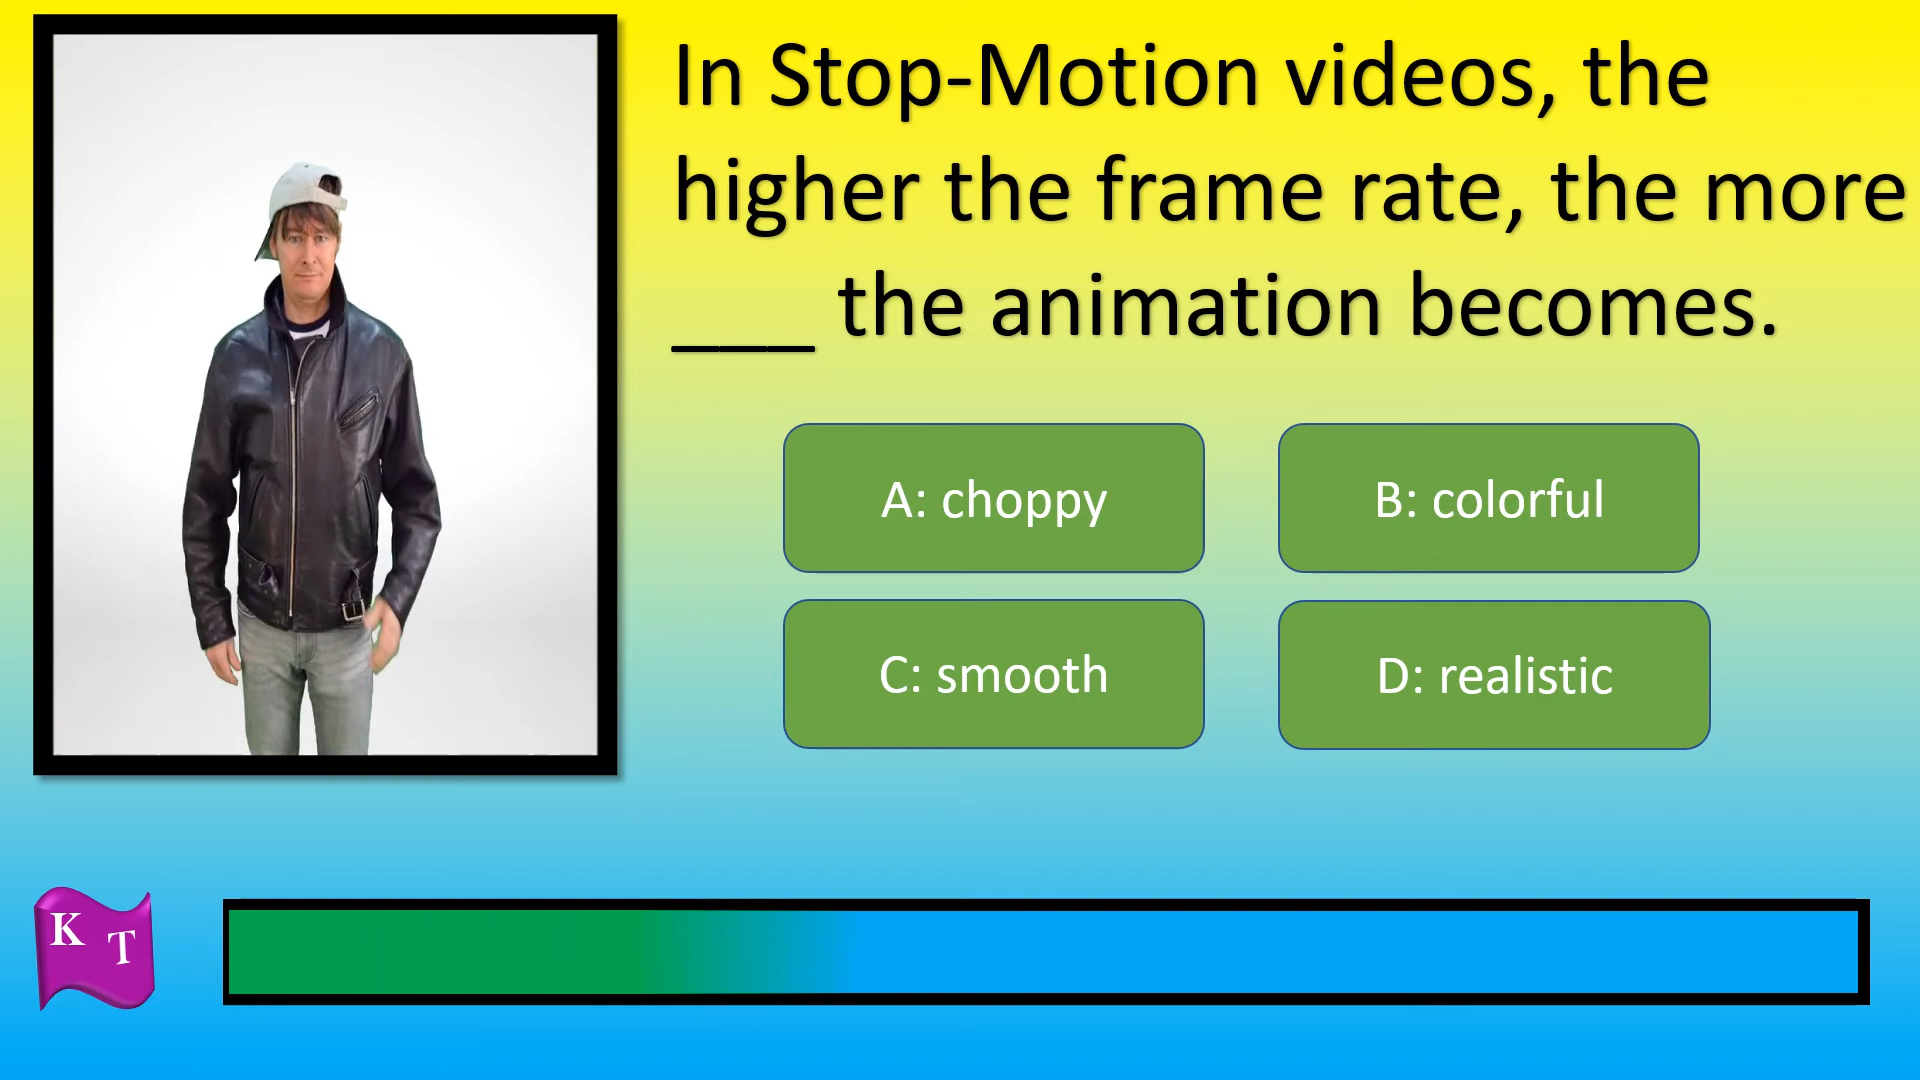 In Stop-Motion videos, the
higher the frame rate, the more
___ the animation becomes.
A: choppy
B: colorful
C: smooth
D: realistic
K T